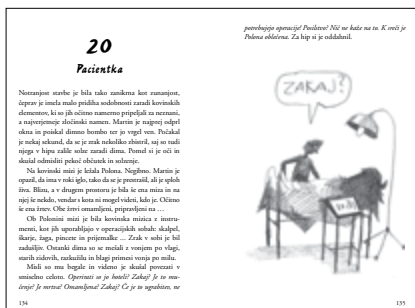 20
Pacientka
Notranjost stavbe je bila tako zanikrna kot zunanjost,
čeprav je imela malo pridiha sodobnosti zaradi kovinskih
elementov, ki so jih očitno namerno pripeljali za neznani,
a najverjetneje zločinski namen. Martin je najprej odprl
okna in poiskal dimno bombo ter jo vrgel ven. Počakal
je nekaj sekund, da se je zrak nekoliko zbistril, saj so tudi
njega v hipu zalile solze zaradi dima. Pomel si je oči in
skušal odmisliti pekoč občutek in solzenje.
Na kovinski mizi je ležala Polona. Negibno. Martin je
opazil, da ima v roki iglo, tako da se je prestrašil, ali je sploh
živa. Blizu, a v drugem prostoru je bila še ena miza in na
njej še nekdo, vendar s kota ni mogel videti, kdo je. Očitno
še ena žrtev. Obe žrtvi omamljeni, pripravljeni na …
Ob Polonini mizi je bila kovinska mizica z instru-
menti, kot jih uporabljajo v operacijskih sobah: skalpel,
škarje, žaga, pincete in prijemalke … Zrak v sobi je bil
zadušljiv. Ostanki dima so se mešali z vonjem po vlagi,
starih zidovih, razkužilu in blagi primesi vonja po milu.
Misli so mu begale in videno je skušal povezati v
smiselno celoto. Operirati so jo hoteli? Zakaj? Je to mu-
čenje? Je mrtva? Omamljena? Zakaj? Če je to ugrabitev, ne
134
potrebujejo operacije! Posilstvo? Nič ne kaže na to. K sreči je
Polona oblečena. Za hip si je oddahnil.
ZAKAJ?
135